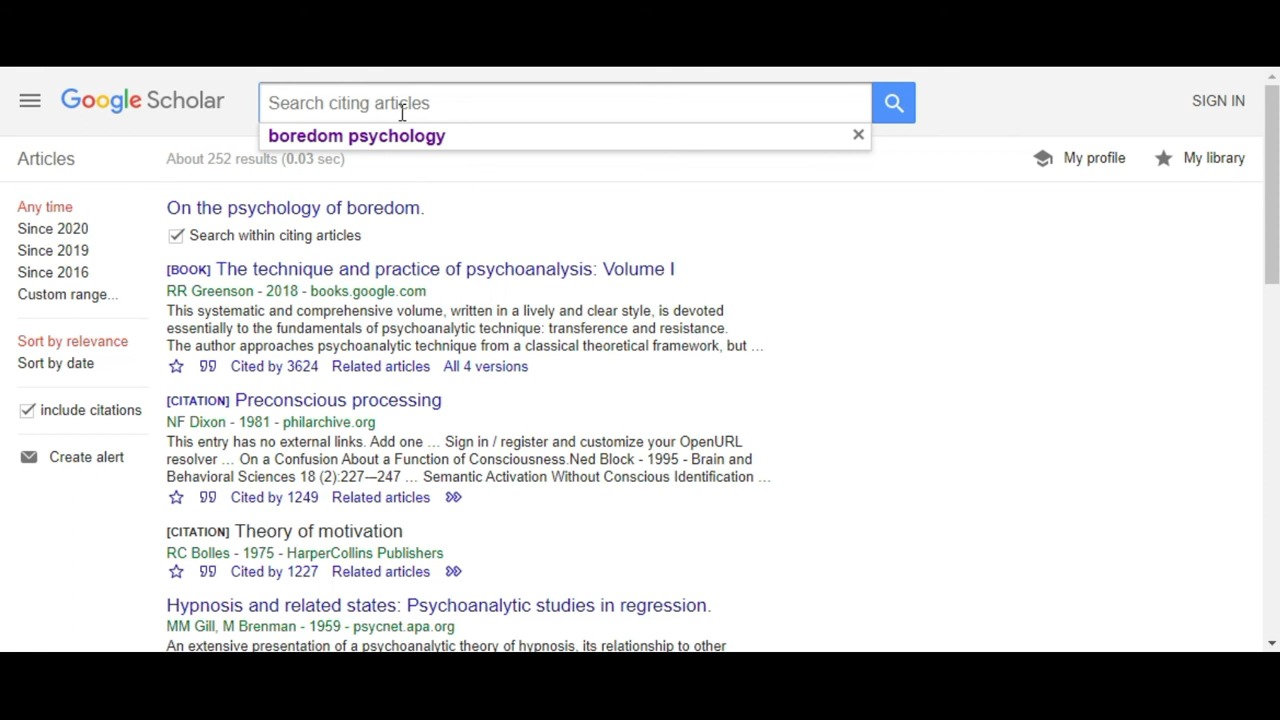 Google Scholar
Search citing articles
SIGN IN
boredom psychology
Articles
About 252 results (0.03 sec)
My profile
My library
Any time
Since 2020
Since 2019
Since 2016
Custom range...
Sort by relevance
Sort by date
include citations
Create alert
On the psychology of boredom.
Search within citing articles
[BOOK] The technique and practice of psychoanalysis: Volume I
RR Greenson - 2018 - books.google.com
This systematic and comprehensive volume, written in a lively and clear style, is devoted
essentially to the fundamentals of psychoanalytic technique: transference and resistance.
The author approaches psychoanalytic technique from a classical theoretical framework, but ...
Cited by 3624 Related articles All 4 versions
[CITATION] Preconscious processing
NF Dixon - 1981 - philarchive.org
This entry has no external links. Add one ... Sign in / register and customize your OpenURL
resolver ... On a Confusion About a Function of Consciousness.Ned Block - 1995 - Brain and
Behavioral Sciences 18 (2):227—247 ... Semantic Activation Without Conscious Identification ...
Cited by 1249 Related articles
[CITATION] Theory of motivation
RC Bolles - 1975 - HarperCollins Publishers
Cited by 1227 Related articles
Hypnosis and related states: Psychoanalytic studies in regression.
MM Gill, M Brenman - 1959 - psycnet.apa.org
An extensive presentation of a psychoanalytic theory of hypnosis, its relationship to other